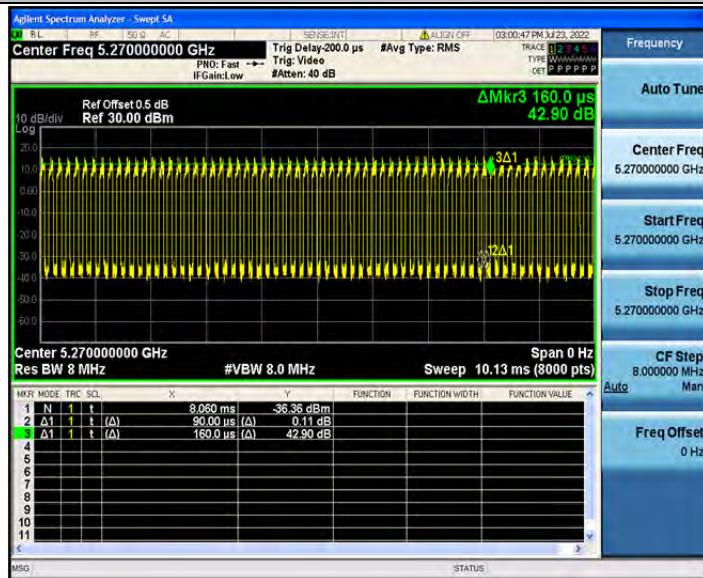 Agilent Spectrum Analyzer - Swept SA
RL RF 50 Ω AC SENSE:INT ALIGN OFF 03:00:47 PM Jul 23, 2022
Center Freq 5.270000000 GHz
PNO: Fast
IFGain:Low
Trig Delay-200.0 µs
Trig: Video
#Atten: 40 dB
#Avg Type: RMS
TRACE 1 2 3 4 5 6
TYPE
DET P P P P P P
ΔMkr3 160.0 µs
42.90 dB
Ref Offset 0.5 dB
10 dB/div Ref 30.00 dBm
Log
20.0
10.0
0.00
-10.0
-20.0
-30.0
-40.0
-50.0
-60.0
3Δ1
2Δ1
Center 5.270000000 GHz Span 0 Hz
Res BW 8 MHz #VBW 8.0 MHz Sweep 10.13 ms (8000 pts)
MKR MODE TRC SCL X Y FUNCTION FUNCTION WIDTH FUNCTION VALUE
1 N 1 t 8.060 ms -36.36 dBm
2 Δ1 1 t (Δ) 90.00 µs (Δ) 0.11 dB
3 Δ1 1 t (Δ) 160.0 µs (Δ) 42.90 dB
4
5
6
7
8
9
10
11
MSG STATUS
Frequency
Auto Tune
Center Freq
5.270000000 GHz
Start Freq
5.270000000 GHz
Stop Freq
5.270000000 GHz
CF Step
8.000000 MHz
Auto Man
Freq Offset
0 Hz